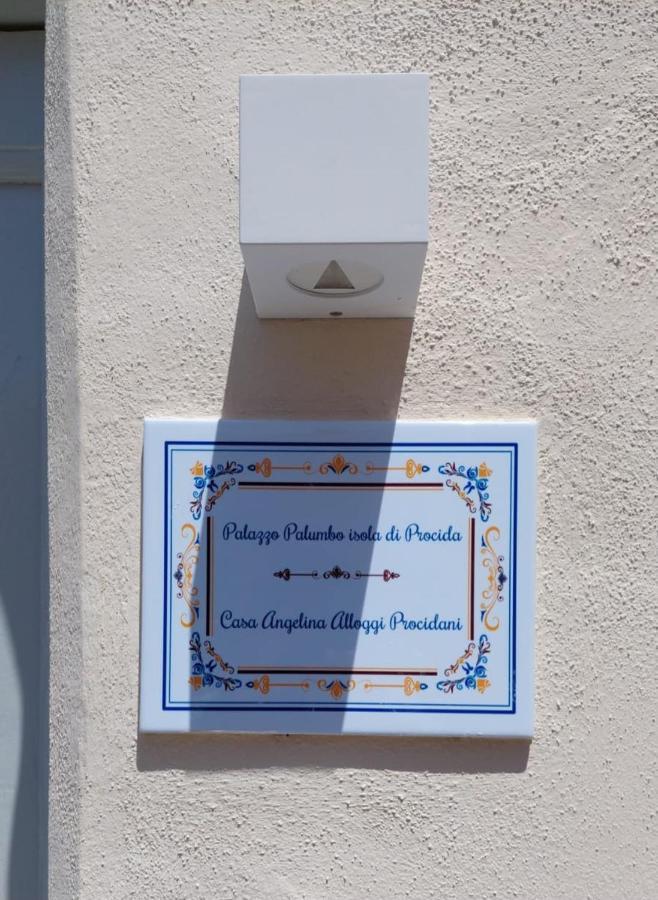 Palazzo Palumbo isola di Procida
Casa Angelina Alloggi Procidani